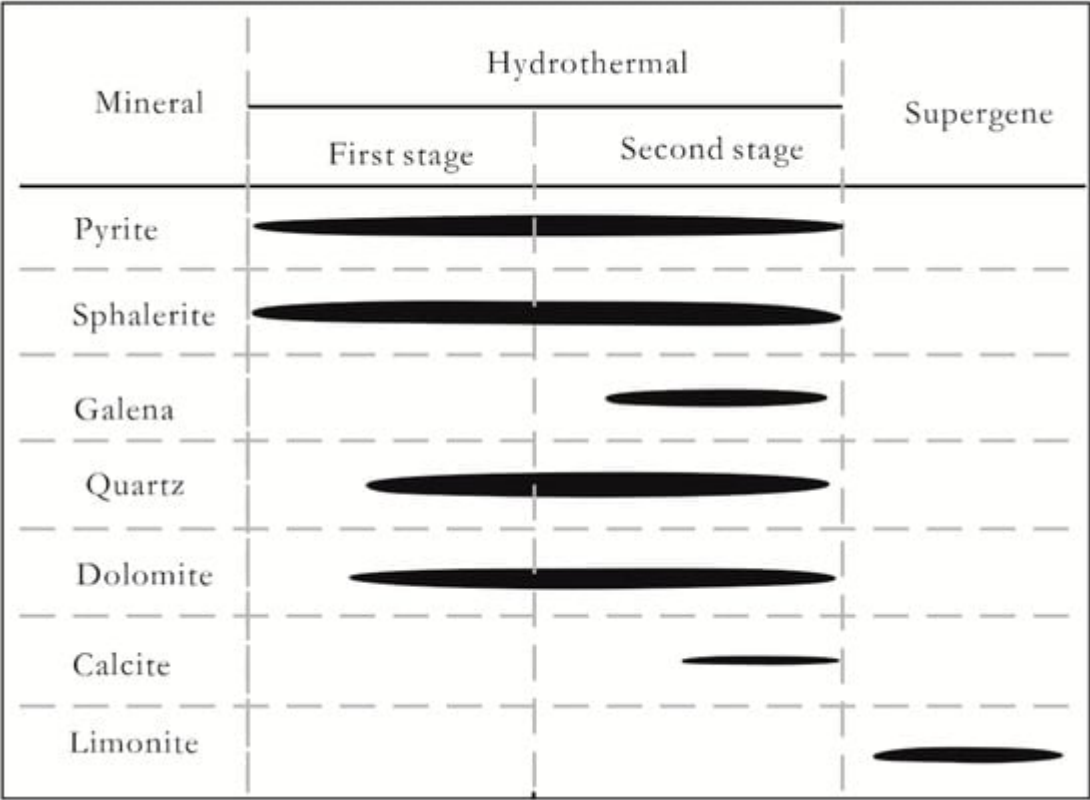 Mineral
Hydrothermal
Supergene
First stage
Second stage
Pyrite
Sphalerite
Galena
Quartz
Dolomite
Calcite
Limonite